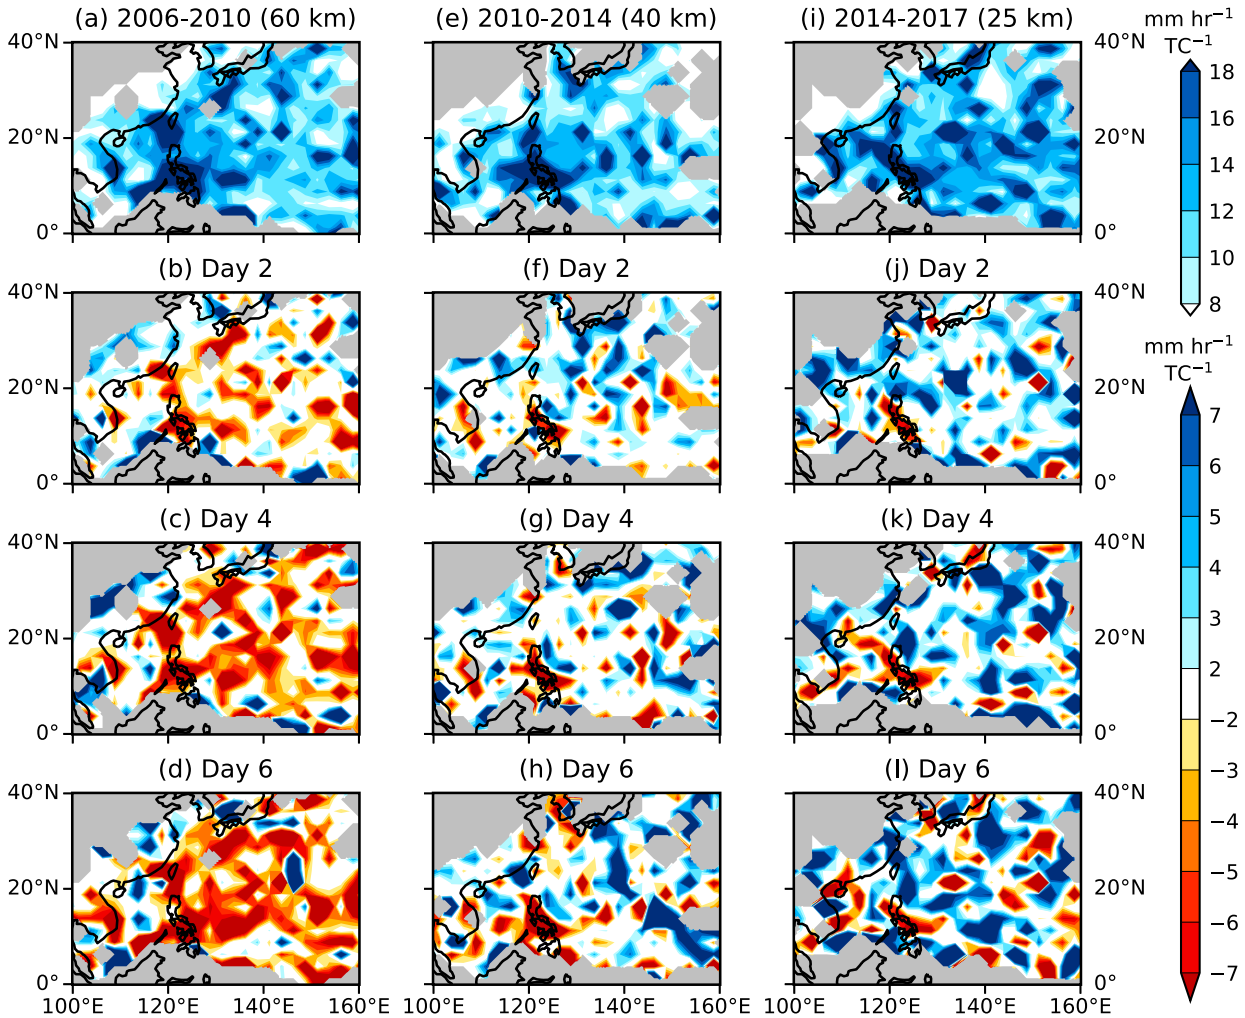 (a) 2006-2010 (60 km)
(e) 2010-2014 (40 km)
(i) 2014-2017 (25 km)
mm hr⁻¹
TC⁻¹
40°N
20°N
0°
40°N
20°N
0°
18
16
14
12
10
8
(b) Day 2
(f) Day 2
(j) Day 2
40°N
20°N
0°
40°N
20°N
0°
mm hr⁻¹
TC⁻¹
7
6
5
4
3
2
−2
−3
−4
−5
−6
−7
(c) Day 4
(g) Day 4
(k) Day 4
40°N
20°N
0°
40°N
20°N
0°
(d) Day 6
(h) Day 6
(l) Day 6
40°N
20°N
0°
40°N
20°N
0°
100°E 120°E 140°E 160°E
100°E 120°E 140°E 160°E
100°E 120°E 140°E 160°E